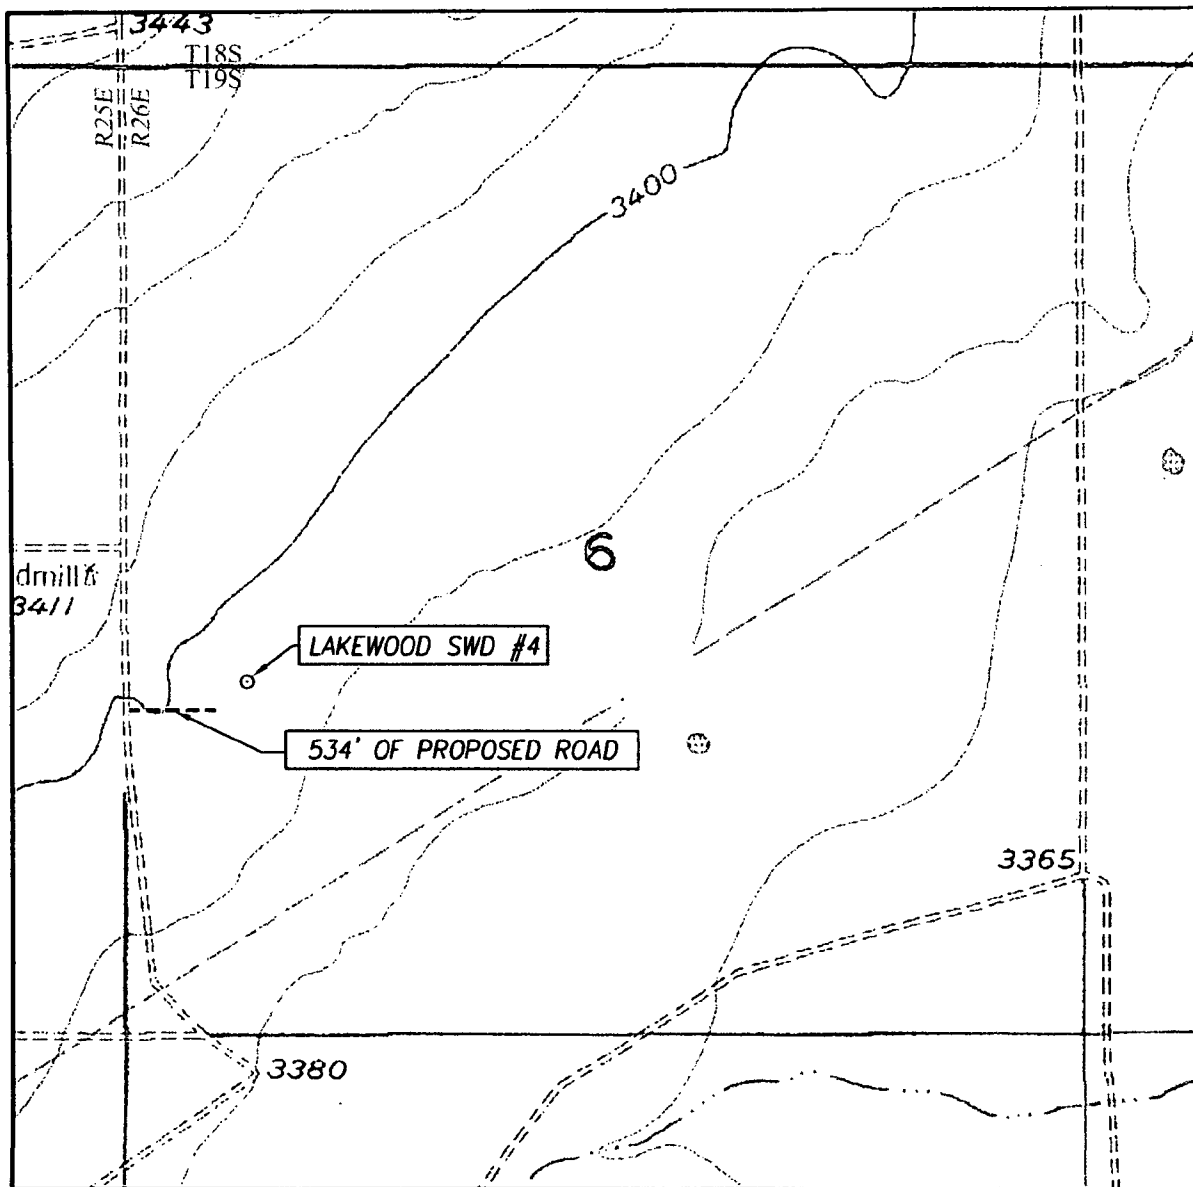 3443
T18S
T19S
R25E
R26E
3400
6
dmill
3411
LAKEWOOD SWD #4
534' OF PROPOSED ROAD
3365
3380